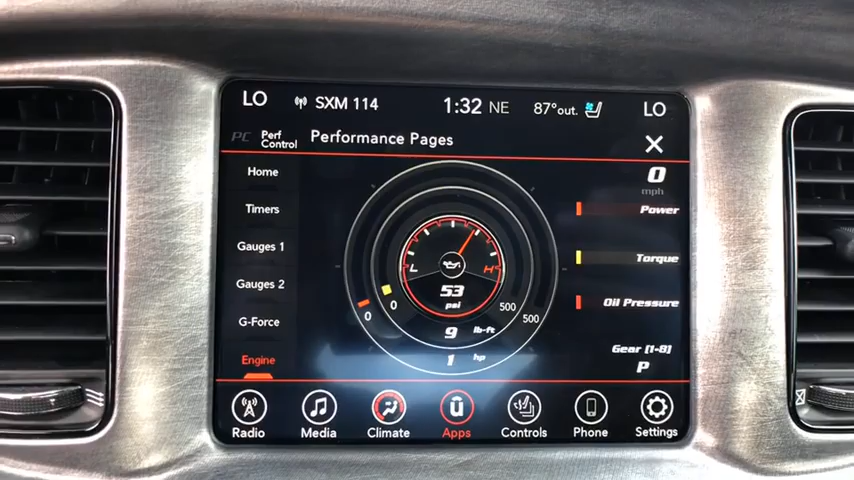 LO SXM 114 1:32 NE 87°out. LO
PC Perf Control Performance Pages X
0
mph
Home
Timers
Gauges 1
Gauges 2
G-Force
Engine
Power
Torque
Oil Pressure
Gear [1-8]
P
L H
53
psi
0 0 500 500
9 lb-ft
1 hp
Radio Media Climate Apps Controls Phone Settings